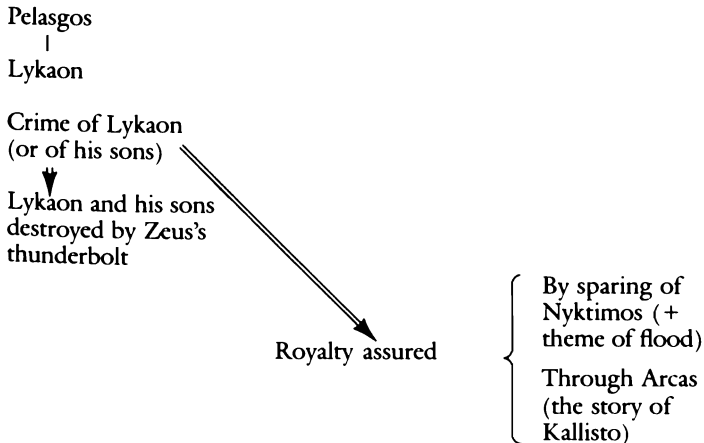 Pelasgos
Lykaon
Crime of Lykaon
(or of his sons)
Lykaon and his sons
destroyed by Zeus's
thunderbolt
Royalty assured
By sparing of
Nyktimos (+
theme of flood)
Through Arcas
(the story of
Kallisto)